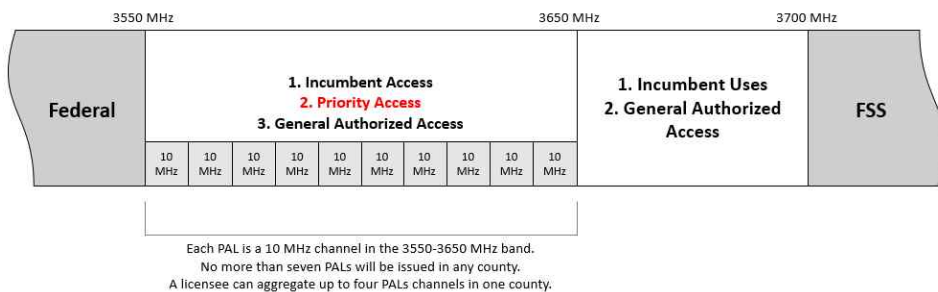 3550 MHz
3650 MHz
3700 MHz
Federal
1. Incumbent Access
2. Priority Access
3. General Authorized Access
1. Incumbent Uses
2. General Authorized
Access
FSS
10
MHz
10
MHz
10
MHz
10
MHz
10
MHz
10
MHz
10
MHz
10
MHz
10
MHz
10
MHz
Each PAL is a 10 MHz channel in the 3550-3650 MHz band.
No more than seven PALs will be issued in any county.
A licensee can aggregate up to four PALs channels in one county.